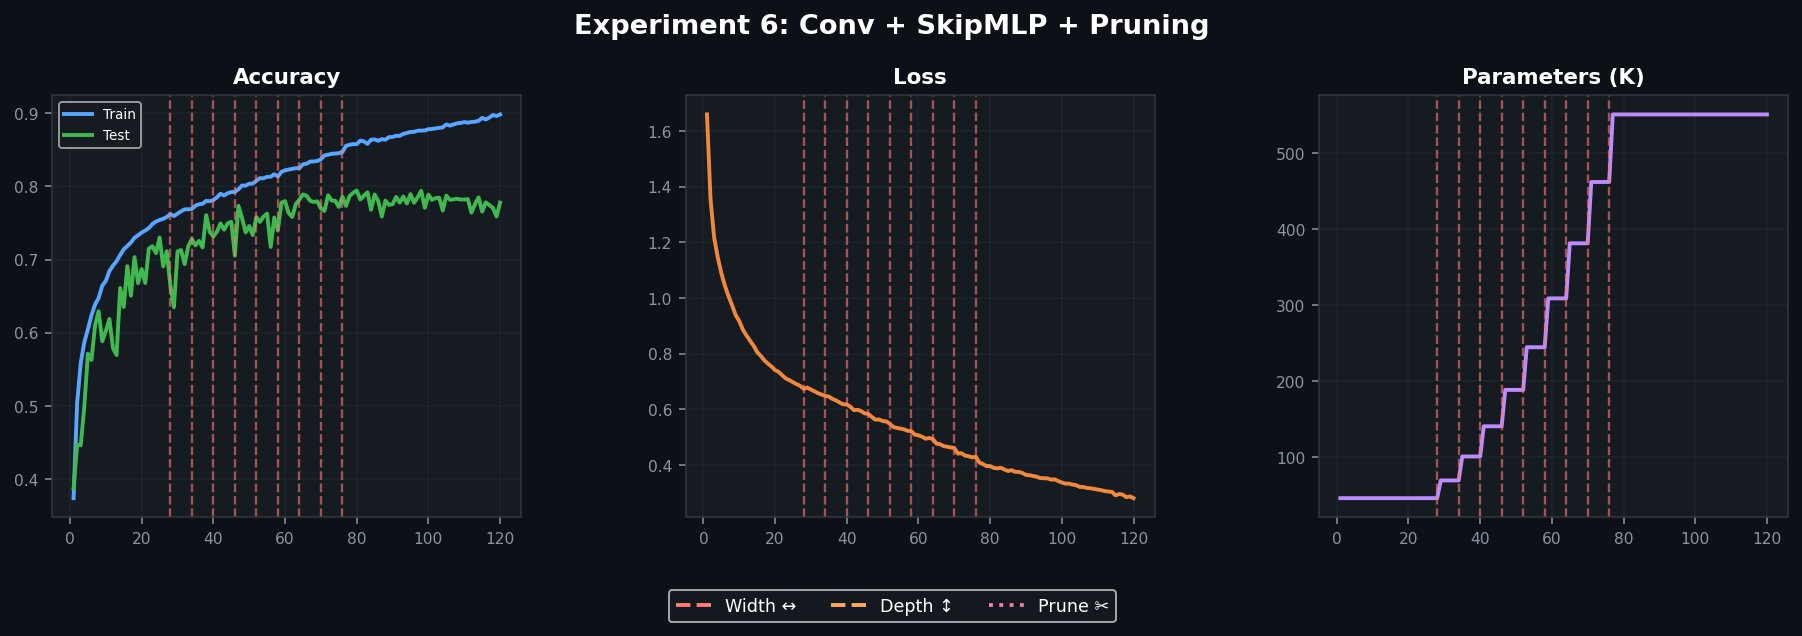 Experiment 6: Conv + SkipMLP + Pruning
Accuracy
Train
Test
0.9
0.8
0.7
0.6
0.5
0.4
0 20 40 60 80 100 120
Loss
1.6
1.4
1.2
1.0
0.8
0.6
0.4
0 20 40 60 80 100 120
Parameters (K)
500
400
300
200
100
0 20 40 60 80 100 120
Width ↔ Depth ↕ Prune ✂